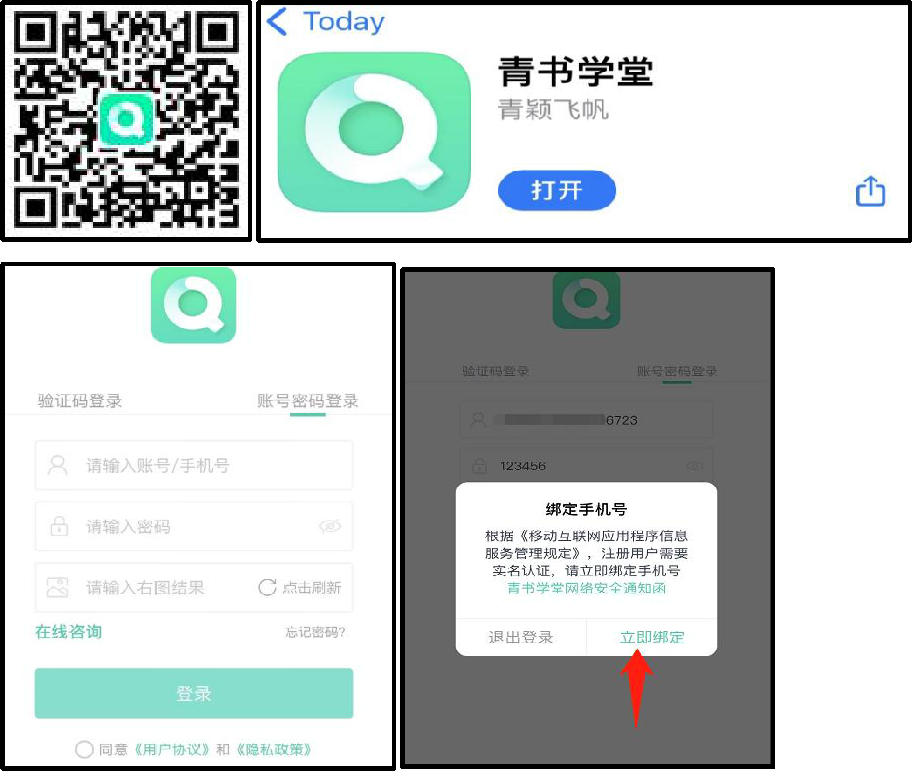 Today
青书学堂
青颖飞帆
打开
验证码登录
账号密码登录
请输入账号/手机号
请输入密码
请输入右图结果
点击刷新
在线咨询
忘记密码?
登录
同意《用户协议》和《隐私政策》
验证码登录
账号密码登录
6723
123456
绑定手机号
根据《移动互联网应用程序信息
服务管理规定》，注册用户需要
实名认证，请立即绑定手机号
青书学堂网络安全通知函
退出登录
立即绑定